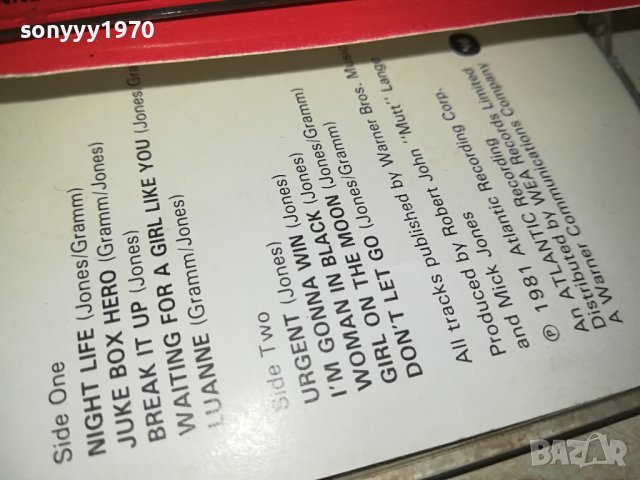 sonyyy1970
Side One
NIGHT LIFE (Jones/Gramm)
JUKE BOX HERO (Gramm/Jones)
BREAK IT UP (Jones)
WAITING FOR A GIRL LIKE YOU (Jones/Gra
LUANNE (Gramm/Jones)
Side Two
URGENT (Jones)
I'M GONNA WIN (Jones)
WOMAN IN BLACK (Jones)
GIRL ON THE MOON (Jones/Gramm)
DON'T LET GO (Jones/Gramm)
All tracks published by Warner Bros. Music
Produced by Robert John "Mutt" Lange
and Mick Jones
℗ 1981 Atlantic Recording Corp.
An ATLANTIC Recording
Distributed by WEA Records Limited
A Warner Communications Company
BAZAR